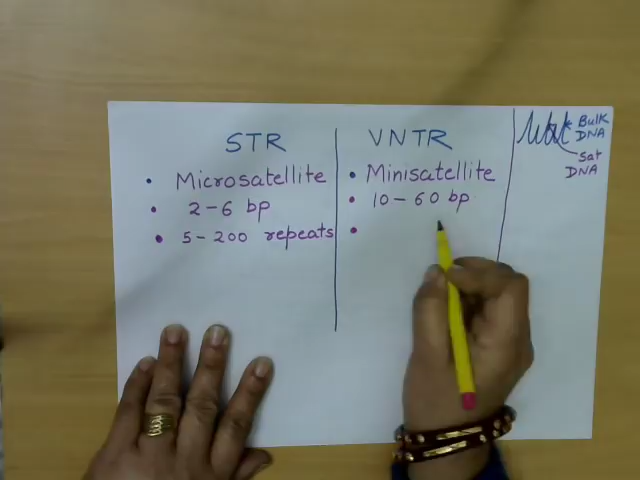 STR
• Microsatellite
• 2-6 bp
• 5-200 repeats
VNTR
• Minisatellite
• 10-60 bp
•
Bulk
DNA
Sat
DNA